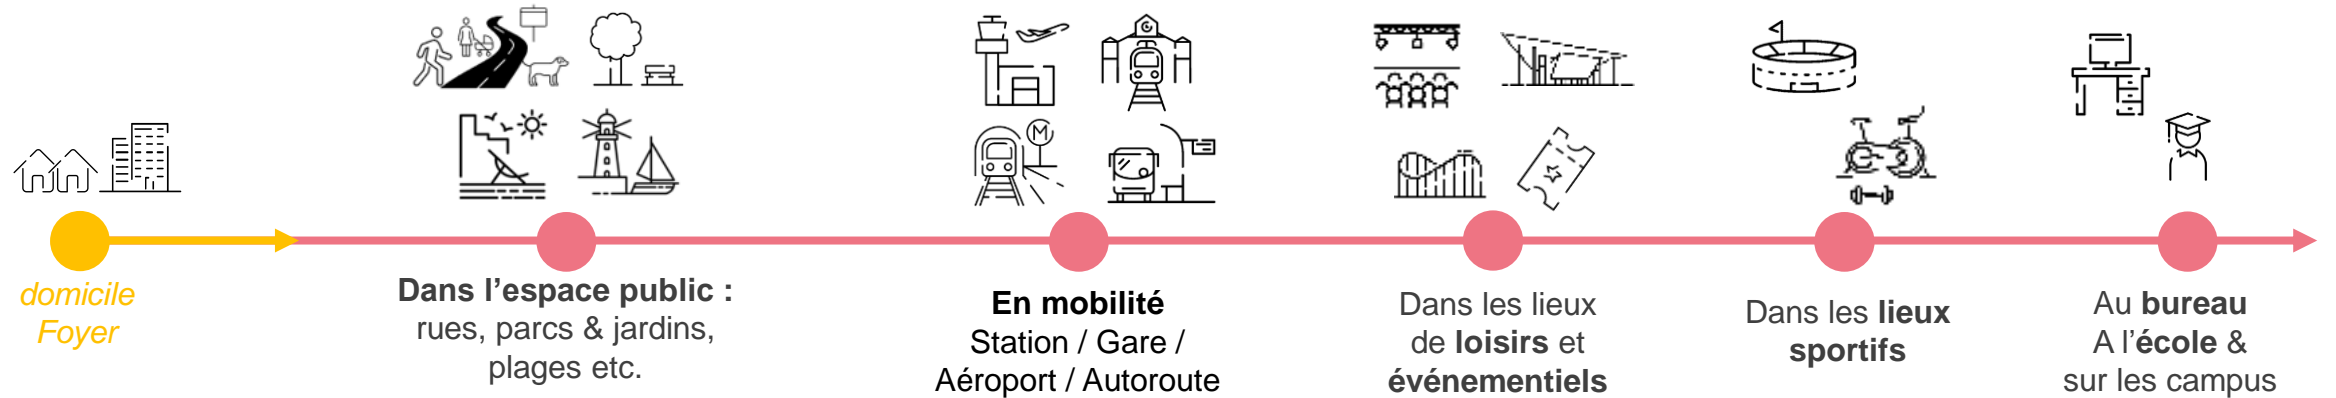 domicile
Foyer
Dans l’espace public :
rues, parcs & jardins,
plages etc.
M
En mobilité
Station / Gare /
Aéroport / Autoroute
Dans les lieux
de loisirs et
événementiels
Dans les lieux
sportifs
Au bureau
A l’école &
sur les campus